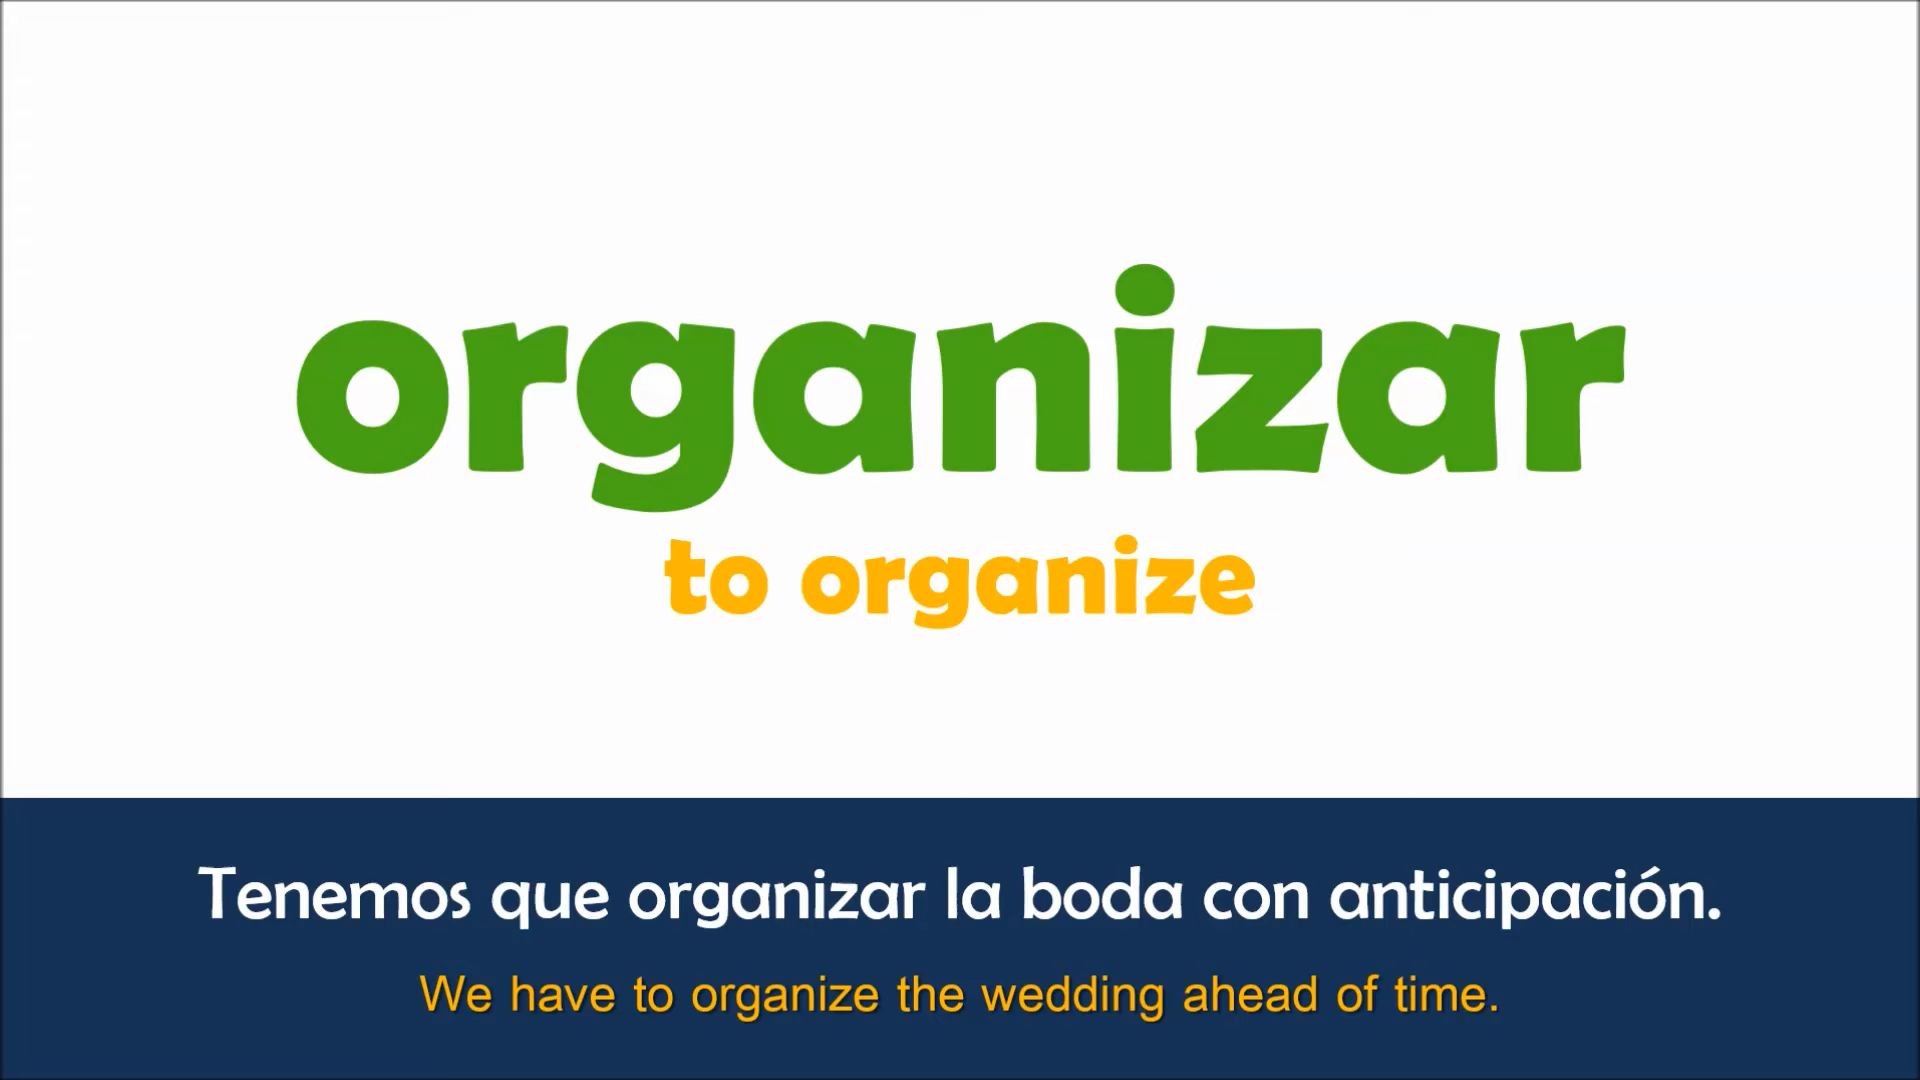 organizar
to organize
Tenemos que organizar la boda con anticipación.
We have to organize the wedding ahead of time.